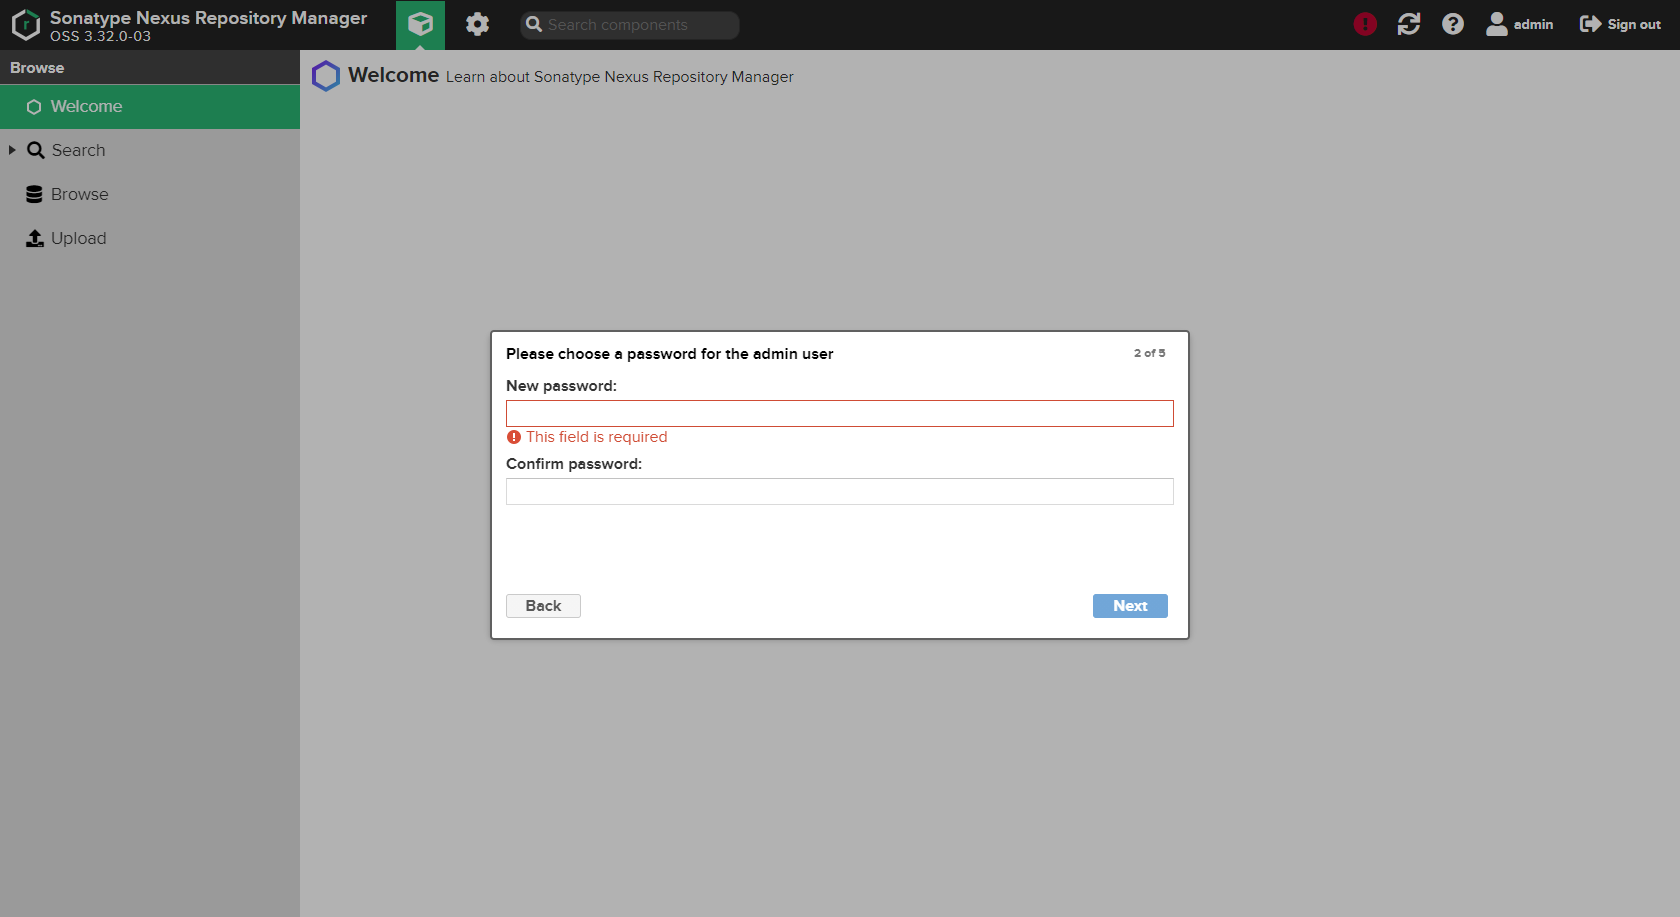 Sonatype Nexus Repository Manager
OSS 3.32.0-03
Search components
admin
Sign out
Browse
Welcome
Search
Browse
Upload
Welcome Learn about Sonatype Nexus Repository Manager
Please choose a password for the admin user
2 of 5
New password:
This field is required
Confirm password:
Back
Next